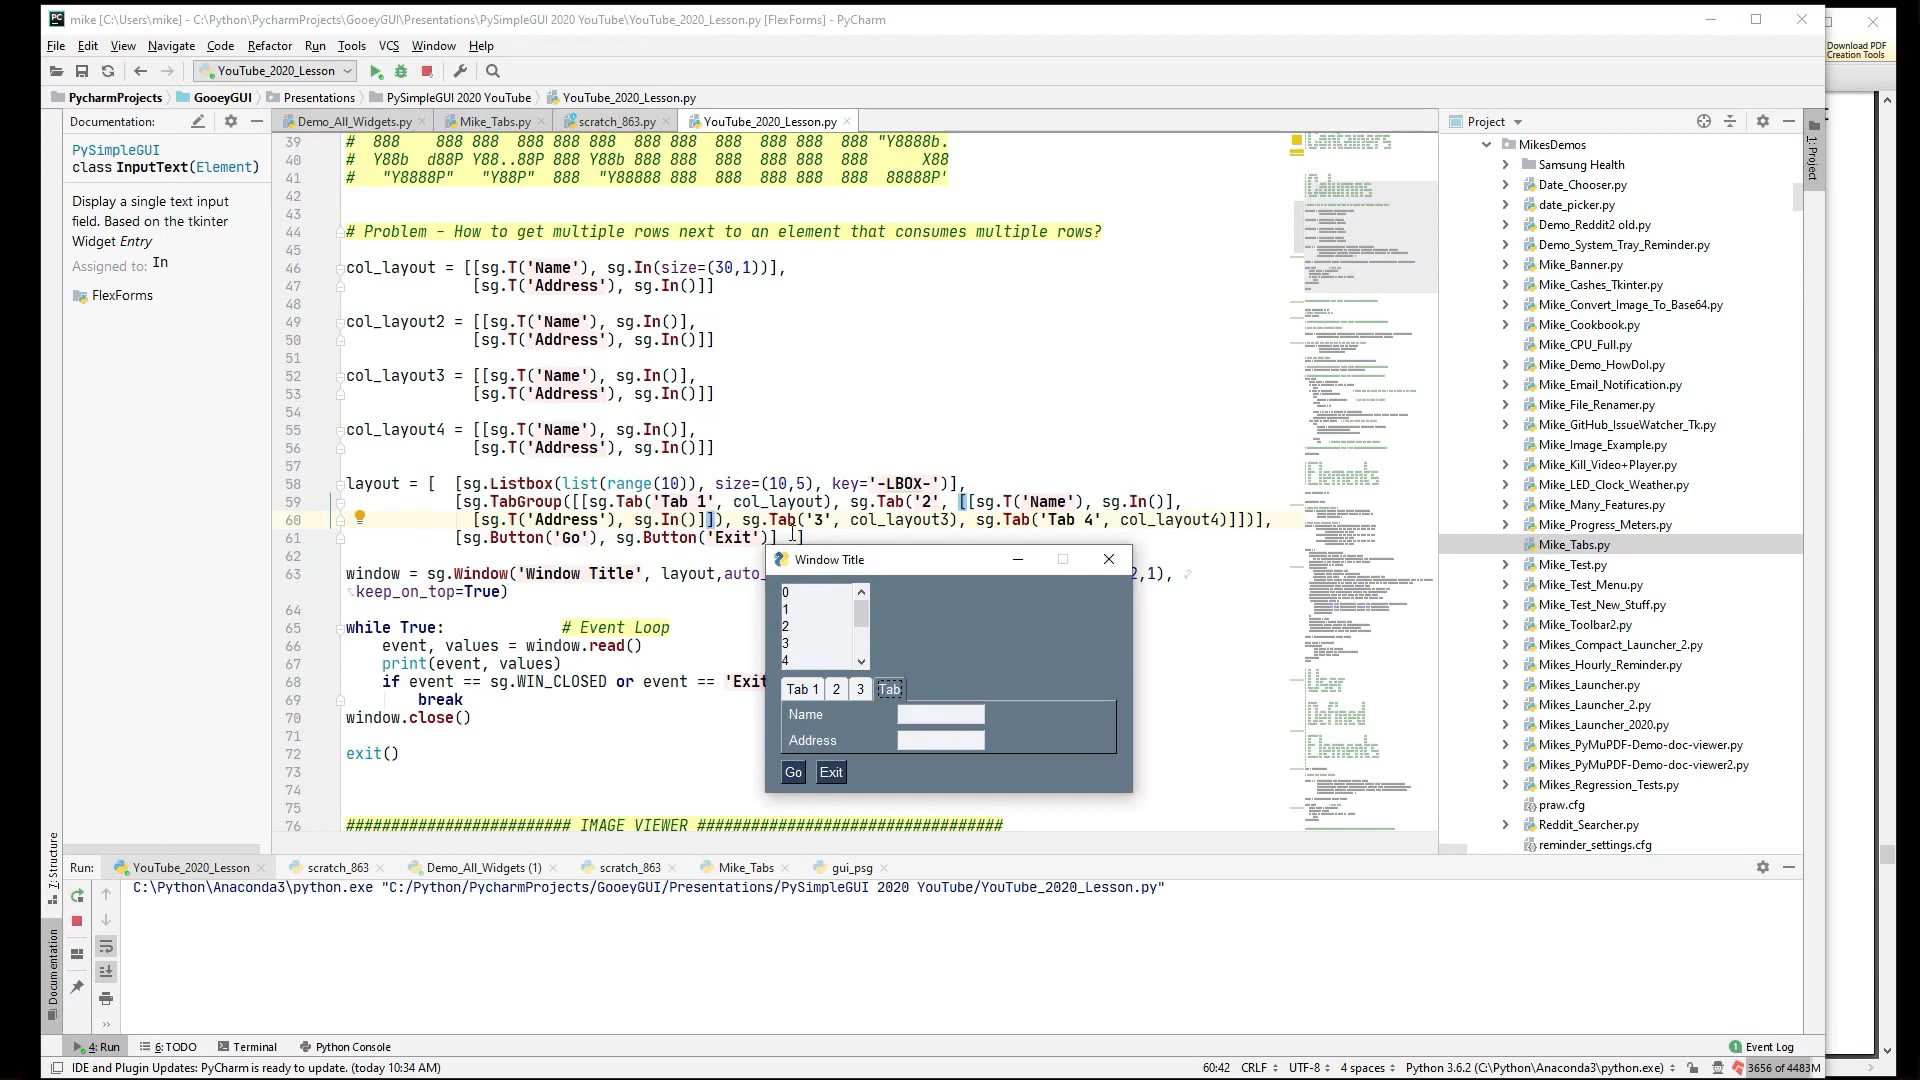 mike [C:\Users\mike] - C:\Python\PycharmProjects\GooeyGUI\Presentations\PySimpleGUI 2020 YouTube\YouTube_2020_Lesson.py [FlexForms] - PyCharm
Download PDF
Creation Tools
File Edit View Navigate Code Refactor Run Tools VCS Window Help
YouTube_2020_Lesson
PycharmProjects GooeyGUI Presentations PySimpleGUI 2020 YouTube YouTube_2020_Lesson.py
Documentation:
Demo_All_Widgets.py Mike_Tabs.py scratch_863.py YouTube_2020_Lesson.py
Project
PySimpleGUI
class InputText(Element)
Display a single text input
field. Based on the tkinter
Widget Entry
Assigned to: In
FlexForms
39 # 888 888 888 888 888 888 888 888 888 888 888 "Y8888b.
40 # Y88b d88P Y88..88P 888 Y88b 888 888 888 888 888 X88
41 # "Y8888P" "Y88P" 888 "Y88888 888 888 888 888 888 88888P'
42
43
44 # Problem - How to get multiple rows next to an element that consumes multiple rows?
45
46 col_layout = [[sg.T('Name'), sg.In(size=(30,1))],
47 [sg.T('Address'), sg.In()]]
48
49 col_layout2 = [[sg.T('Name'), sg.In()],
50 [sg.T('Address'), sg.In()]]
51
52 col_layout3 = [[sg.T('Name'), sg.In()],
53 [sg.T('Address'), sg.In()]]
54
55 col_layout4 = [[sg.T('Name'), sg.In()],
56 [sg.T('Address'), sg.In()]]
57
58 layout = [ [sg.Listbox(list(range(10)), size=(10,5), key='-LBOX-')],
59 [sg.TabGroup([[sg.Tab('Tab 1', col_layout), sg.Tab('2', [[sg.T('Name'), sg.In()],
60 [sg.T('Address'), sg.In()]]), sg.Tab('3', col_layout3), sg.Tab('Tab 4', col_layout4)]])],
61 [sg.Button('Go'), sg.Button('Exit')] ]
62
63 window = sg.Window('Window Title', layout,auto_ 2,1),
keep_on_top=True)
64
65 while True: # Event Loop
66 event, values = window.read()
67 print(event, values)
68 if event == sg.WIN_CLOSED or event == 'Exit
69 break
70 window.close()
71
72 exit()
73
74
75
76 ######################### IMAGE VIEWER ##################################
Window Title
0
1
2
3
4
Tab 1 2 3 Tab
Name
Address
Go Exit
MikesDemos
Samsung Health
Date_Chooser.py
date_picker.py
Demo_Reddit2 old.py
Demo_System_Tray_Reminder.py
Mike_Banner.py
Mike_Cashes_Tkinter.py
Mike_Convert_Image_To_Base64.py
Mike_Cookbook.py
Mike_CPU_Full.py
Mike_Demo_HowDoI.py
Mike_Email_Notification.py
Mike_File_Renamer.py
Mike_GitHub_IssueWatcher_Tk.py
Mike_Image_Example.py
Mike_Kill_Video+Player.py
Mike_LED_Clock_Weather.py
Mike_Many_Features.py
Mike_Progress_Meters.py
Mike_Tabs.py
Mike_Test.py
Mike_Test_Menu.py
Mike_Test_New_Stuff.py
Mike_Toolbar2.py
Mikes_Compact_Launcher_2.py
Mikes_Hourly_Reminder.py
Mikes_Launcher.py
Mikes_Launcher_2.py
Mikes_Launcher_2020.py
Mikes_PyMuPDF-Demo-doc-viewer.py
Mikes_PyMuPDF-Demo-doc-viewer2.py
Mikes_Regression_Tests.py
praw.cfg
Reddit_Searcher.py
reminder_settings.cfg
1: Project
Z: Structure
Documentation
Run: YouTube_2020_Lesson scratch_863 Demo_All_Widgets (1) scratch_863 Mike_Tabs gui_psg
C:\Python\Anaconda3\python.exe "C:/Python/PycharmProjects/GooeyGUI/Presentations/PySimpleGUI 2020 YouTube/YouTube_2020_Lesson.py"
4: Run 6: TODO Terminal Python Console
1 Event Log
IDE and Plugin Updates: PyCharm is ready to update. (today 10:34 AM)
60:42 CRLF UTF-8 4 spaces Python 3.6.2 (C:\Python\Anaconda3\python.exe) 3656 of 4483M